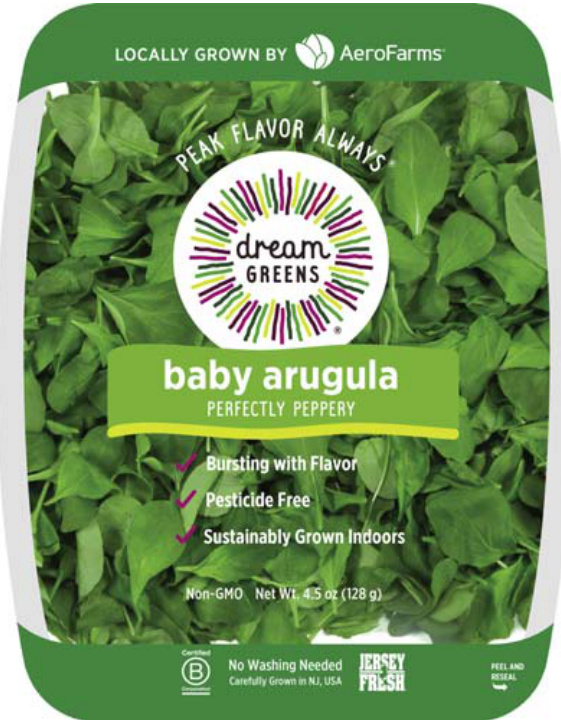 LOCALLY GROWN BY AeroFarms
PEAK FLAVOR ALWAYS
dream
GREENS
®
baby arugula
PERFECTLY PEPPERY
Bursting with Flavor
Pesticide Free
Sustainably Grown Indoors
Non-GMO Net Wt. 4.5 oz (128 g)
Certified
B
Corporation
No Washing Needed
Carefully Grown in NJ, USA
JERSEY
FRESH
PEEL AND
RESEAL